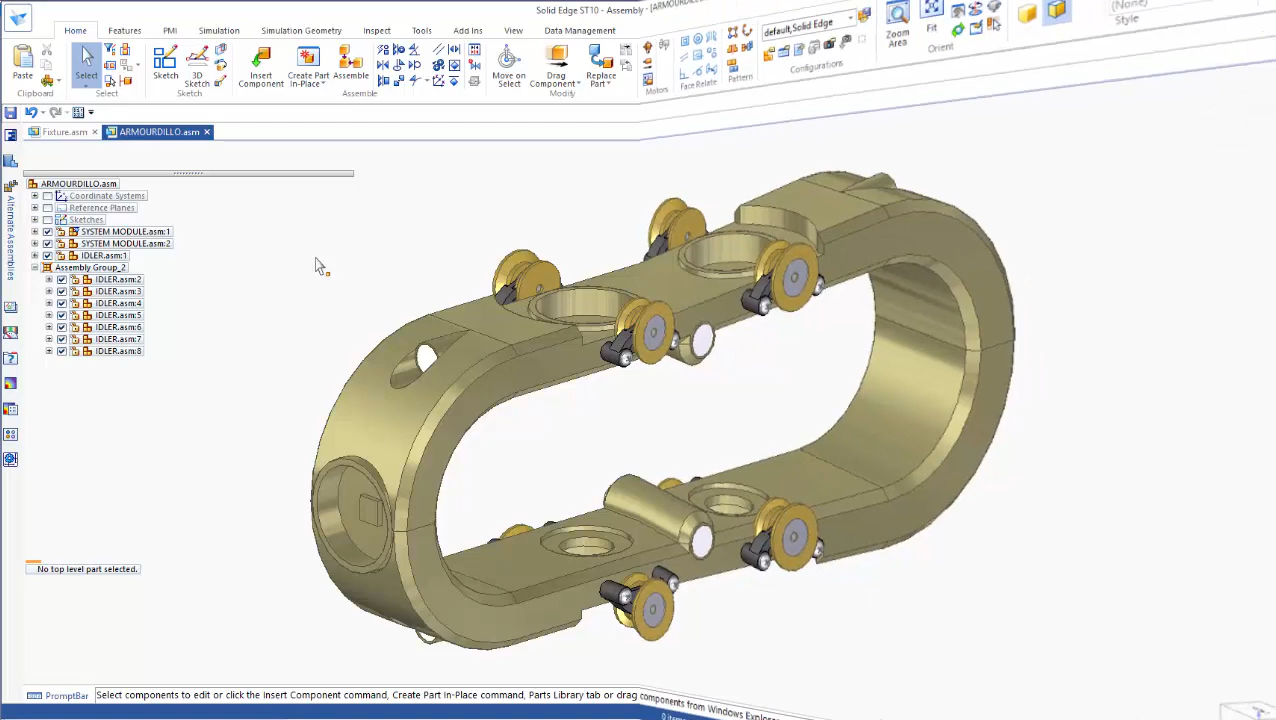 Solid Edge ST10 - Assembly - [ARMOURDILLO.asm
Home Features PMI Simulation Simulation Geometry Inspect Tools Add Ins View Data Management
Paste
Clipboard
Select
Select
Sketch
3D
Sketch
Sketch
Insert
Component
Create Part
In-Place
Assemble
Assemble
Move on
Select
Drag
Component
Replace
Part
Modify
Motors
Face Relate
Pattern
default,Solid Edge
Configurations
Zoom
Area
Fit
Orient
(None)
Style
Fixture.asm
ARMOURDILLO.asm
Alternate Assemblies
ARMOURDILLO.asm
Coordinate Systems
Reference Planes
Sketches
SYSTEM MODULE.asm:1
SYSTEM MODULE.asm:2
IDLER.asm:1
Assembly Group_2
IDLER.asm:2
IDLER.asm:3
IDLER.asm:4
IDLER.asm:5
IDLER.asm:6
IDLER.asm:7
IDLER.asm:8
No top level part selected.
PromptBar
Select components to edit or click the Insert Component command, Create Part In-Place command, Parts Library tab or drag components from Windows Explorer